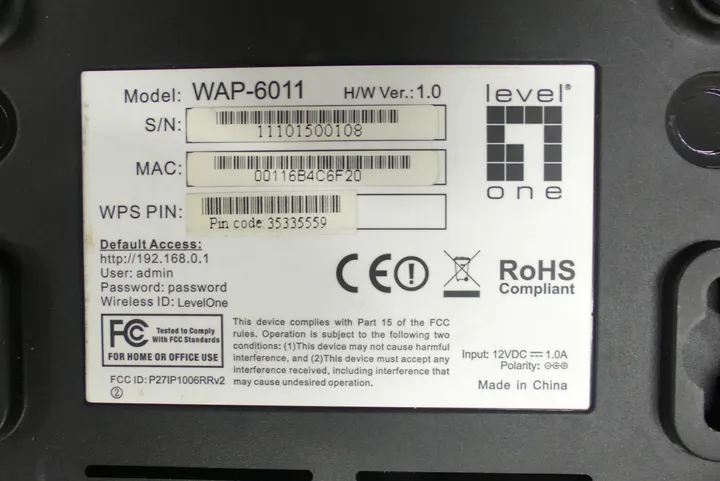 Model: WAP-6011 H/W Ver.: 1.0
S/N: 11101500108
MAC: 00116B4C6F20
WPS PIN: Pin code: 35335559
level one
Default Access:
http://192.168.0.1
User: admin
Password: password
Wireless ID: LevelOne
CE
RoHS
Compliant
FC Tested to Comply
With FCC Standards
FOR HOME OR OFFICE USE
FCC ID: P27IP1006RRv2
②
This device complies with Part 15 of the FCC
rules. Operation is subject to the following two
conditions: (1)This device may not cause harmful
interference, and (2)This device must accept any
interference received, including interference that
may cause undesired operation.
Input: 12VDC ⎓ 1.0A
Polarity:
Made in China